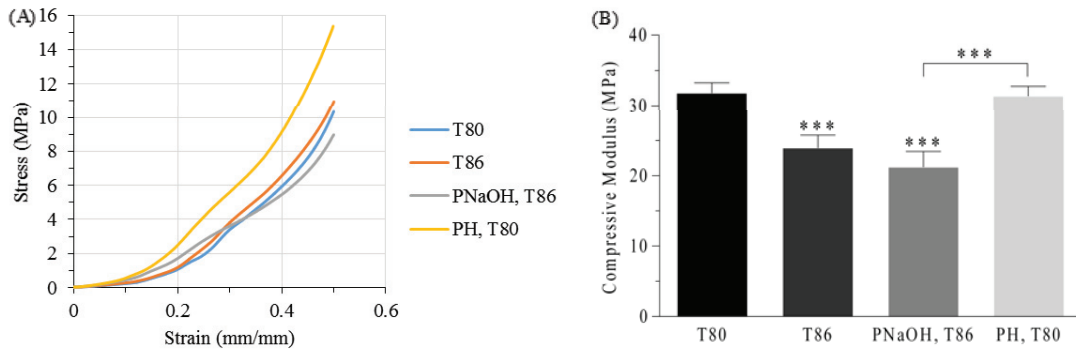 (A)
16
14
12
10
8
6
4
2
0
Stress (MPa)
0
0.2
0.4
0.6
Strain (mm/mm)
T80
T86
PNaOH, T86
PH, T80
(B)
40
30
20
10
0
Compressive Modulus (MPa)
***
***
***
T80
T86
PNaOH, T86
PH, T80